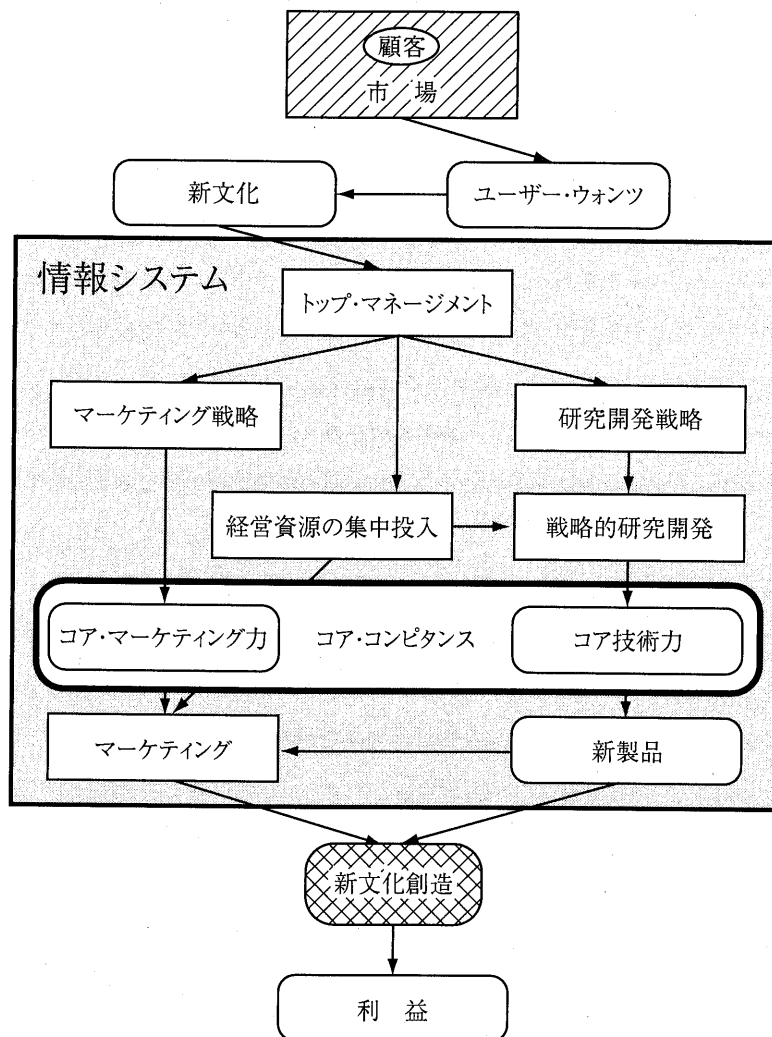 顧客
市 場
新文化
ユーザー・ウォンツ
情報システム
トップ・マネージメント
マーケティング戦略
研究開発戦略
経営資源の集中投入
戦略的研究開発
コア・マーケティング力
コア・コンピタンス
コア技術力
マーケティング
新製品
新文化創造
利 益